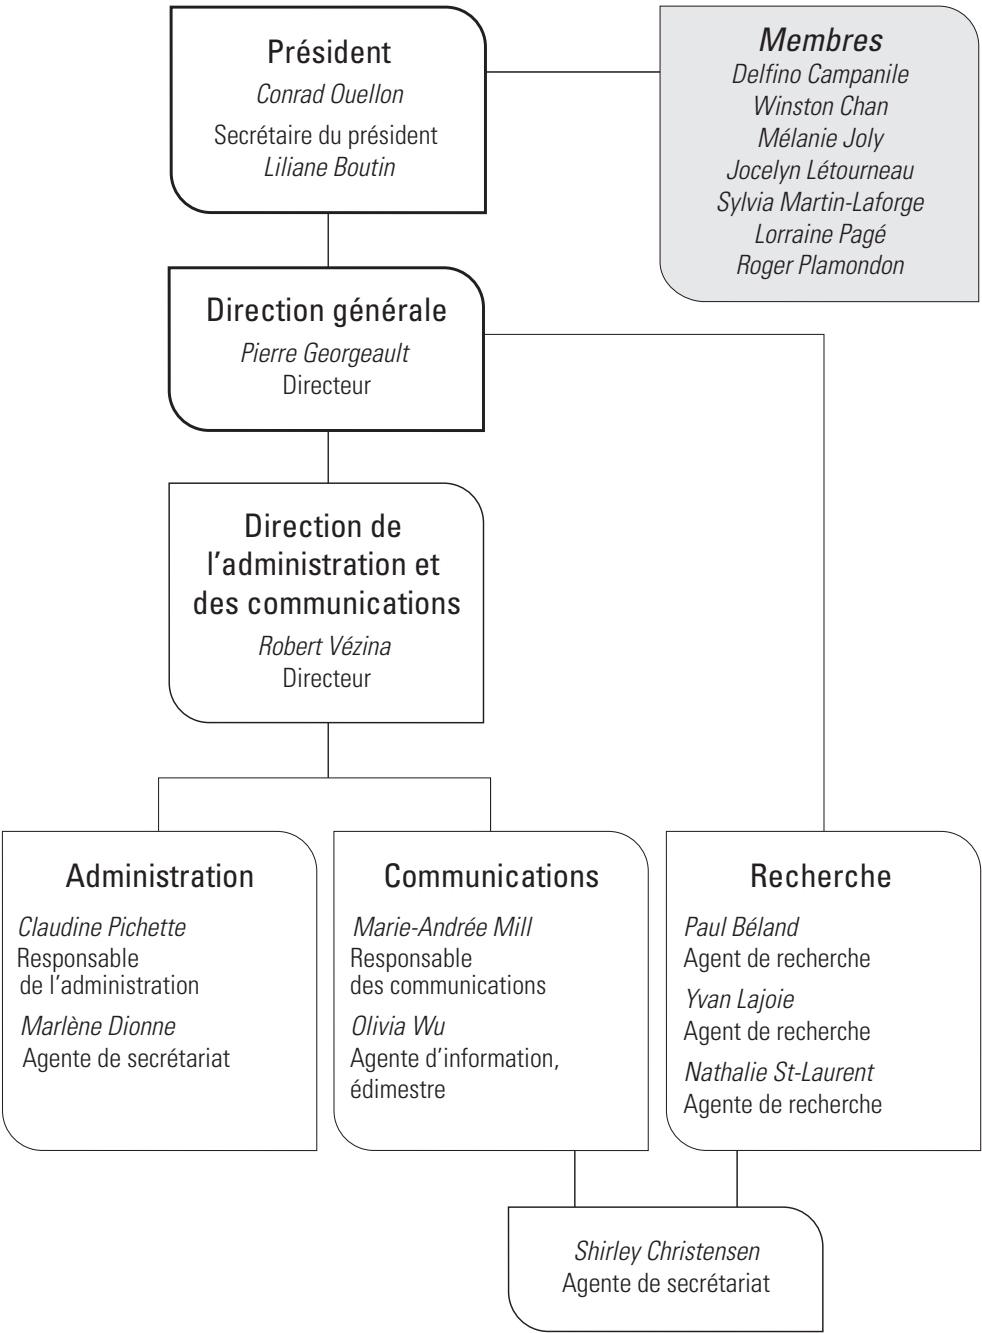 Président
Conrad Ouellon
Secrétaire du président
Liliane Boutin
Membres
Delfino Campanile
Winston Chan
Mélanie Joly
Jocelyn Létourneau
Sylvia Martin-Laforge
Lorraine Pagé
Roger Plamondon
Direction générale
Pierre Georgeault
Directeur
Direction de
l’administration et
des communications
Robert Vézina
Directeur
Administration
Claudine Pichette
Responsable
de l’administration
Marlène Dionne
Agente de secrétariat
Communications
Marie-Andrée Mill
Responsable
des communications
Olivia Wu
Agente d’information,
édimestre
Recherche
Paul Béland
Agent de recherche
Yvan Lajoie
Agent de recherche
Nathalie St-Laurent
Agente de recherche
Shirley Christensen
Agente de secrétariat